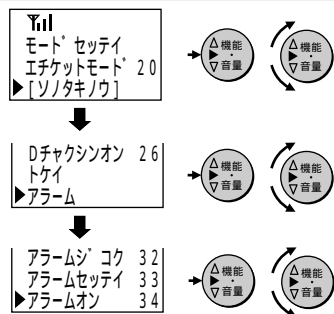 モード セッテイ
エチケットモード 20
▶[ソノタキノウ]
△機能
▶・
▽音量
△機能
▶・
▽音量
Dチャクシンオン 26
トケイ
▶アラーム
△機能
▶・
▽音量
△機能
▶・
▽音量
アラームジコク 32
アラームセッテイ 33
▶アラームオン 34
△機能
▶・
▽音量
△機能
▶・
▽音量